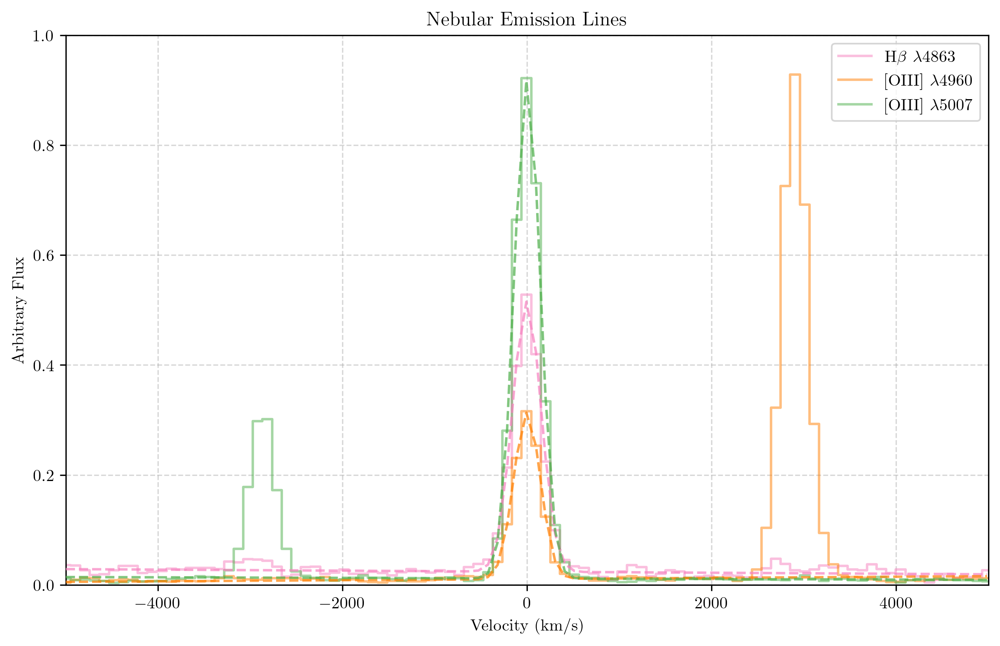 Nebular Emission Lines
1.0
0.8
0.6
0.4
0.2
0.0
Arbitrary Flux
−4000
−2000
0
2000
4000
Velocity (km/s)
Hβ λ4863
[OIII] λ4960
[OIII] λ5007